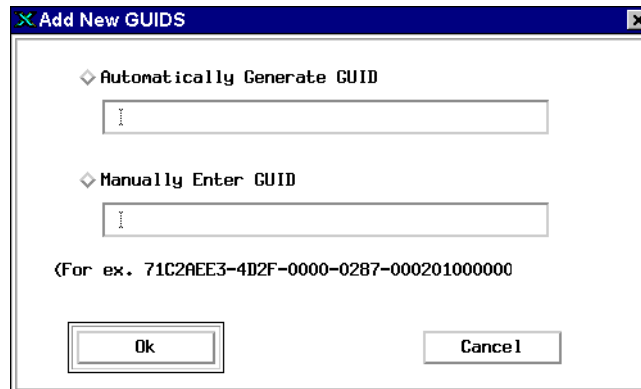 Add New GUIDS
Automatically Generate GUID
Manually Enter GUID
(For ex. 71C2AEE3-4D2F-0000-0287-000201000000
Ok Cancel